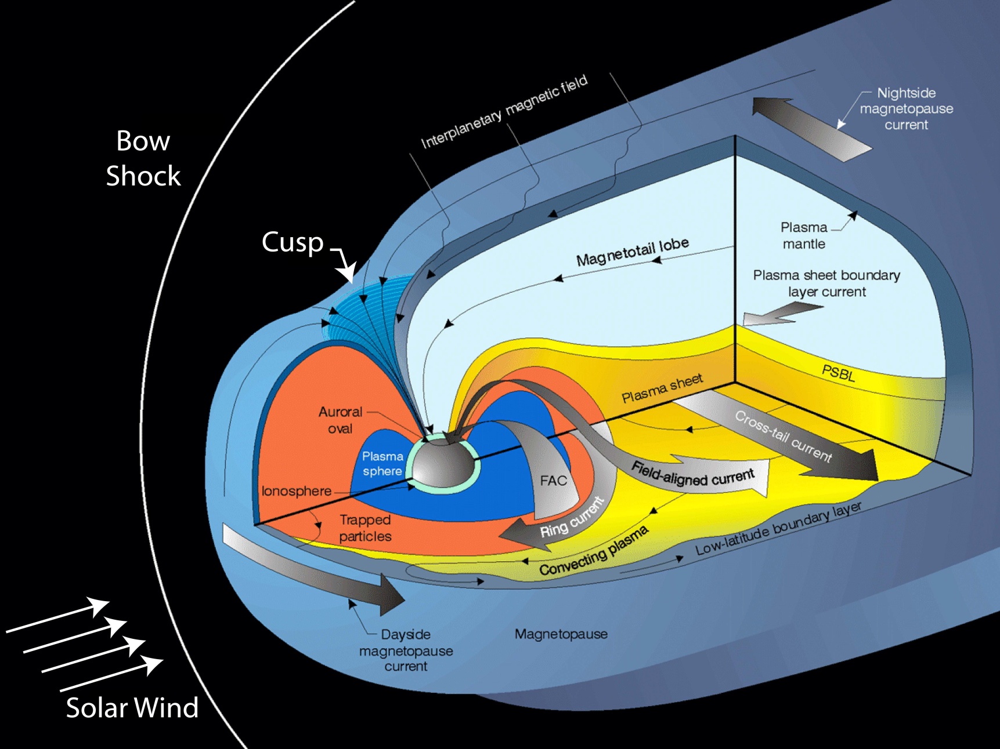 Interplanetary magnetic field
Nightside
magnetopause
current
Bow
Shock
Cusp
Magnetotail lobe
Plasma
mantle
Plasma sheet boundary
layer current
PSBL
Plasma sheet
Cross-tail current
Auroral
oval
Plasma
sphere
Ionosphere
FAC
Field-aligned current
Ring current
Trapped
particles
Convecting plasma
Low-latitude boundary layer
Dayside
magnetopause
current
Magnetopause
Solar Wind